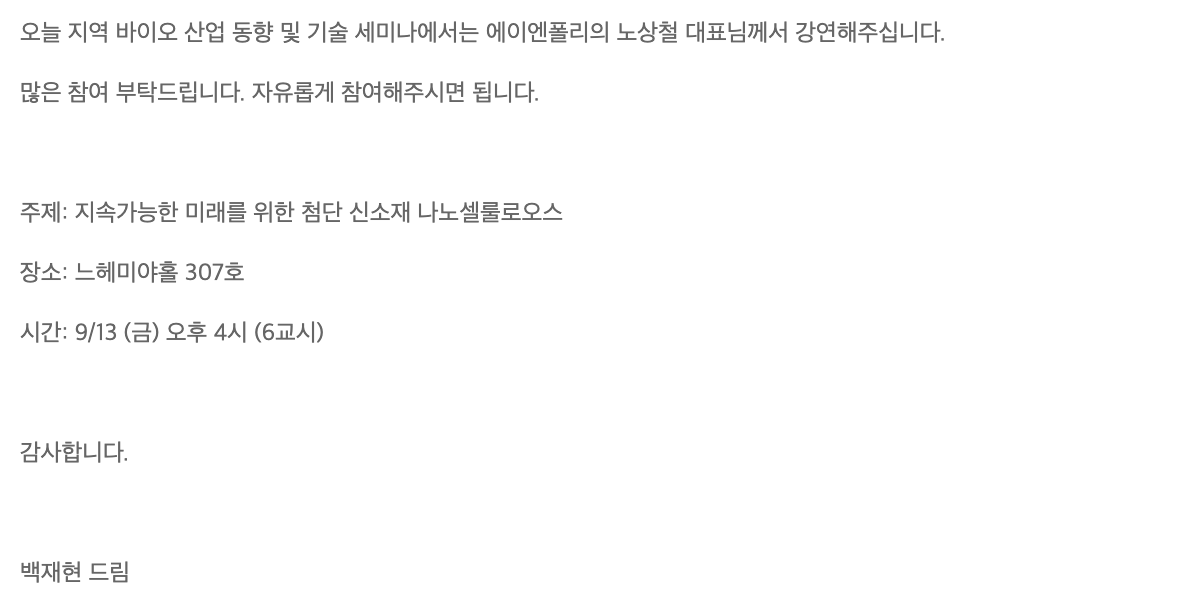 오늘 지역 바이오 산업 동향 및 기술 세미나에서는 에이엔폴리의 노상철 대표님께서 강연해주십니다.
많은 참여 부탁드립니다. 자유롭게 참여해주시면 됩니다.
주제: 지속가능한 미래를 위한 첨단 신소재 나노셀룰로오스
장소: 느헤미야홀 307호
시간: 9/13 (금) 오후 4시 (6교시)
감사합니다.
백재현 드림